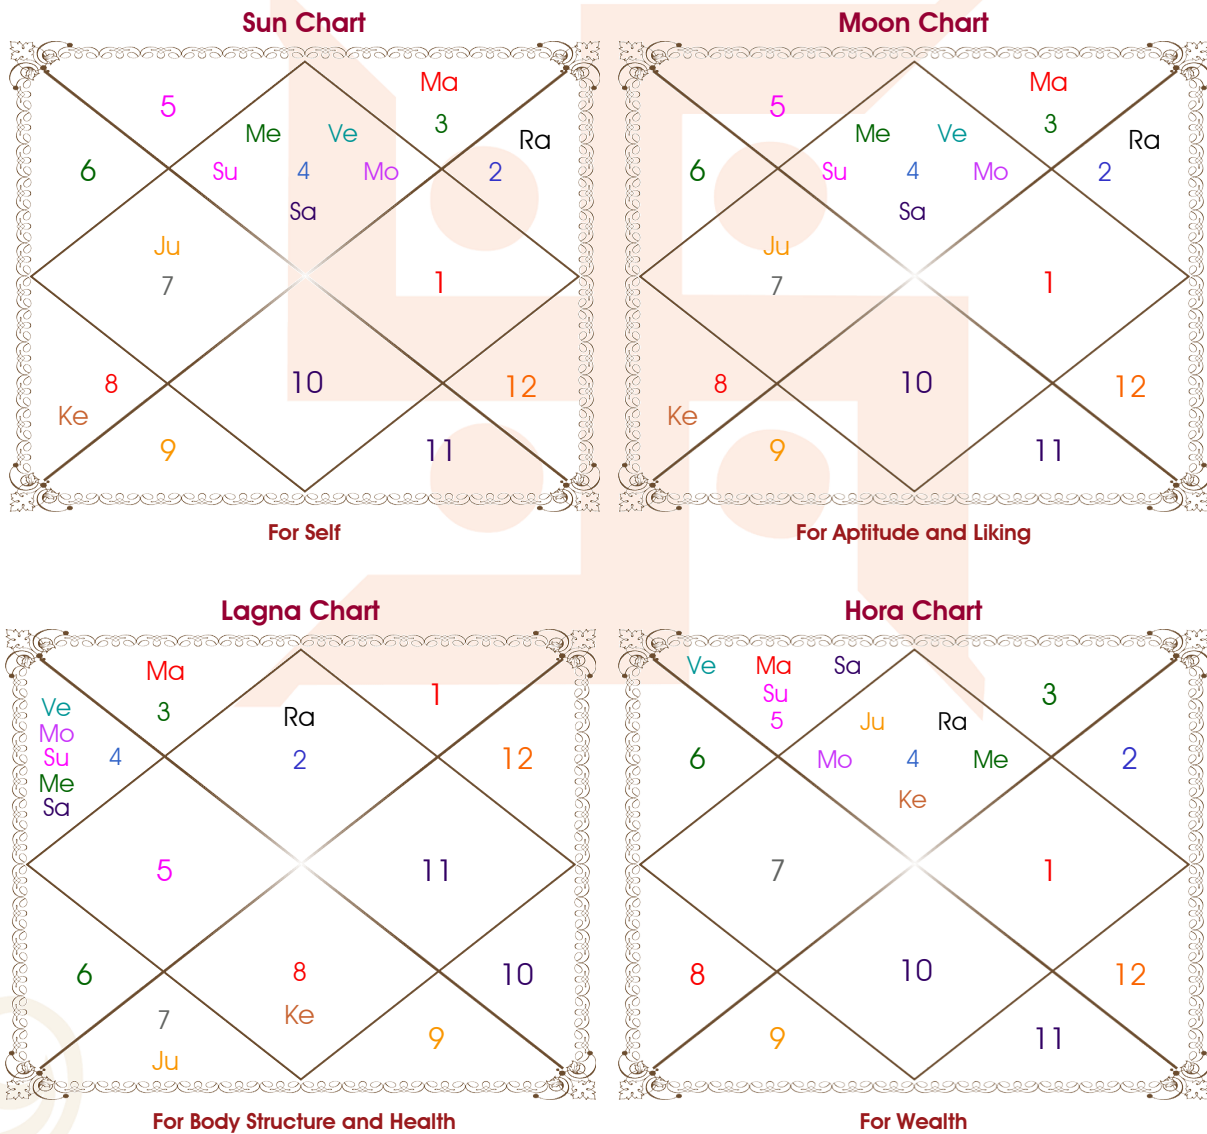 Sun Chart
Ma
5
3
Me
Ve
Ra
6
Su
4
Mo
2
Sa
Ju
7
1
8
10
12
Ke
9
11
For Self
Moon Chart
Ma
5
3
Me
Ve
Ra
6
Su
4
Mo
2
Sa
Ju
7
1
8
10
12
Ke
9
11
For Aptitude and Liking
Lagna Chart
Ma
1
Ve
3
Ra
Mo
Su
4
2
12
Me
Sa
5
11
6
8
10
Ke
7
9
Ju
For Body Structure and Health
Hora Chart
Ve
Ma
Sa
Su
3
5
Ju
Ra
6
Mo
4
Me
2
Ke
7
1
8
10
12
9
11
For Wealth